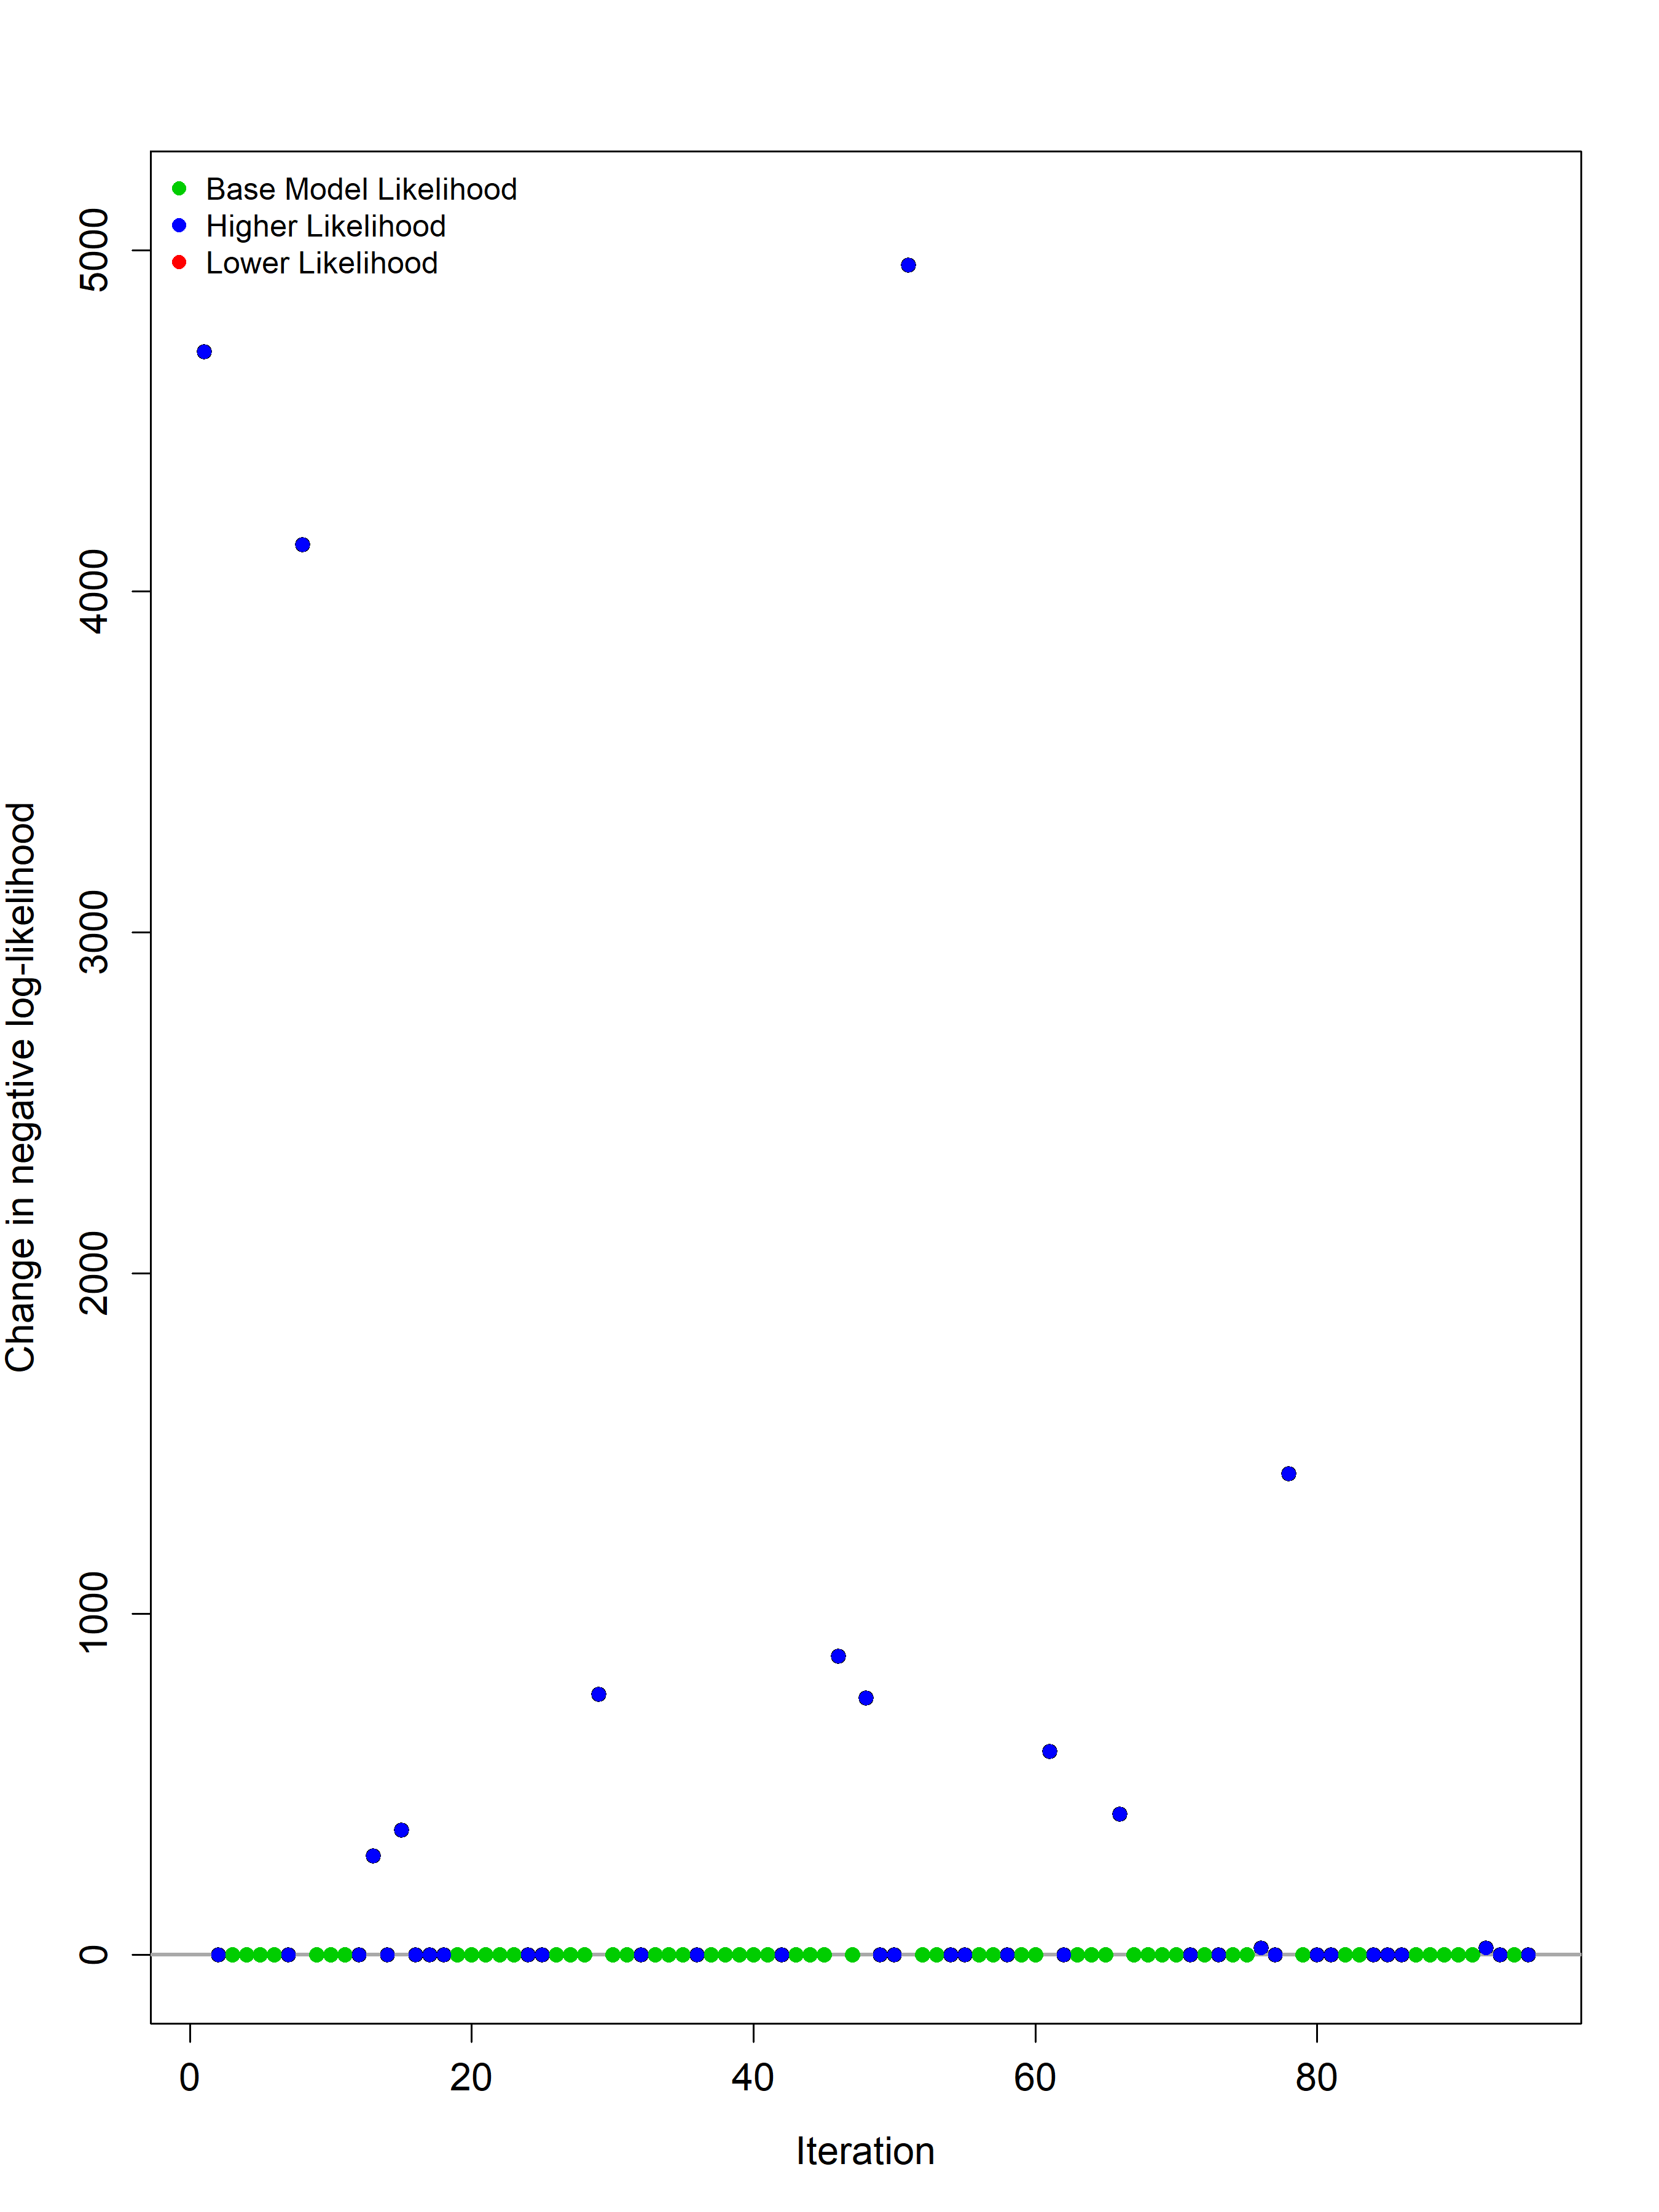 Base Model Likelihood
Higher Likelihood
Lower Likelihood
5000
4000
3000
2000
1000
0
Change in negative log-likelihood
0 20 40 60 80
Iteration